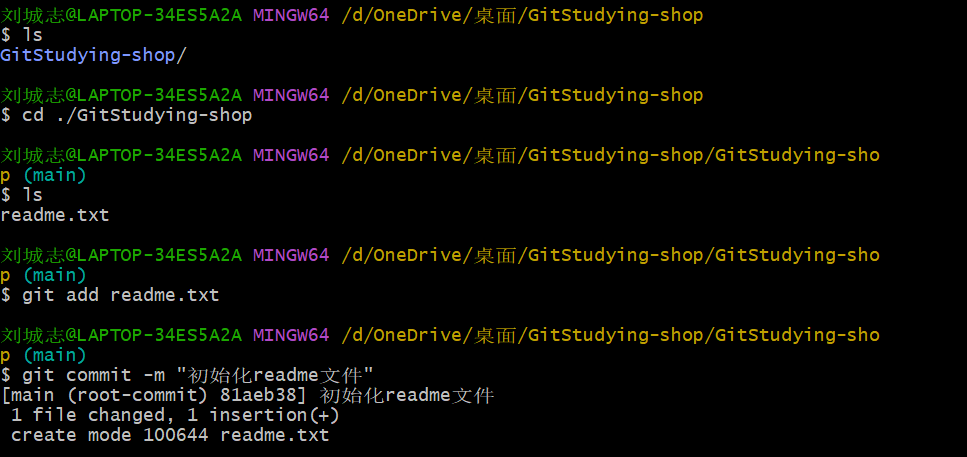 刘城志@LAPTOP-34ES5A2A MINGW64 /d/OneDrive/桌面/GitStudying-shop
$ ls
GitStudying-shop/
刘城志@LAPTOP-34ES5A2A MINGW64 /d/OneDrive/桌面/GitStudying-shop
$ cd ./GitStudying-shop
刘城志@LAPTOP-34ES5A2A MINGW64 /d/OneDrive/桌面/GitStudying-shop/GitStudying-sho
p (main)
$ ls
readme.txt
刘城志@LAPTOP-34ES5A2A MINGW64 /d/OneDrive/桌面/GitStudying-shop/GitStudying-sho
p (main)
$ git add readme.txt
刘城志@LAPTOP-34ES5A2A MINGW64 /d/OneDrive/桌面/GitStudying-shop/GitStudying-sho
p (main)
$ git commit -m "初始化readme文件"
[main (root-commit) 81aeb38] 初始化readme文件
 1 file changed, 1 insertion(+)
 create mode 100644 readme.txt